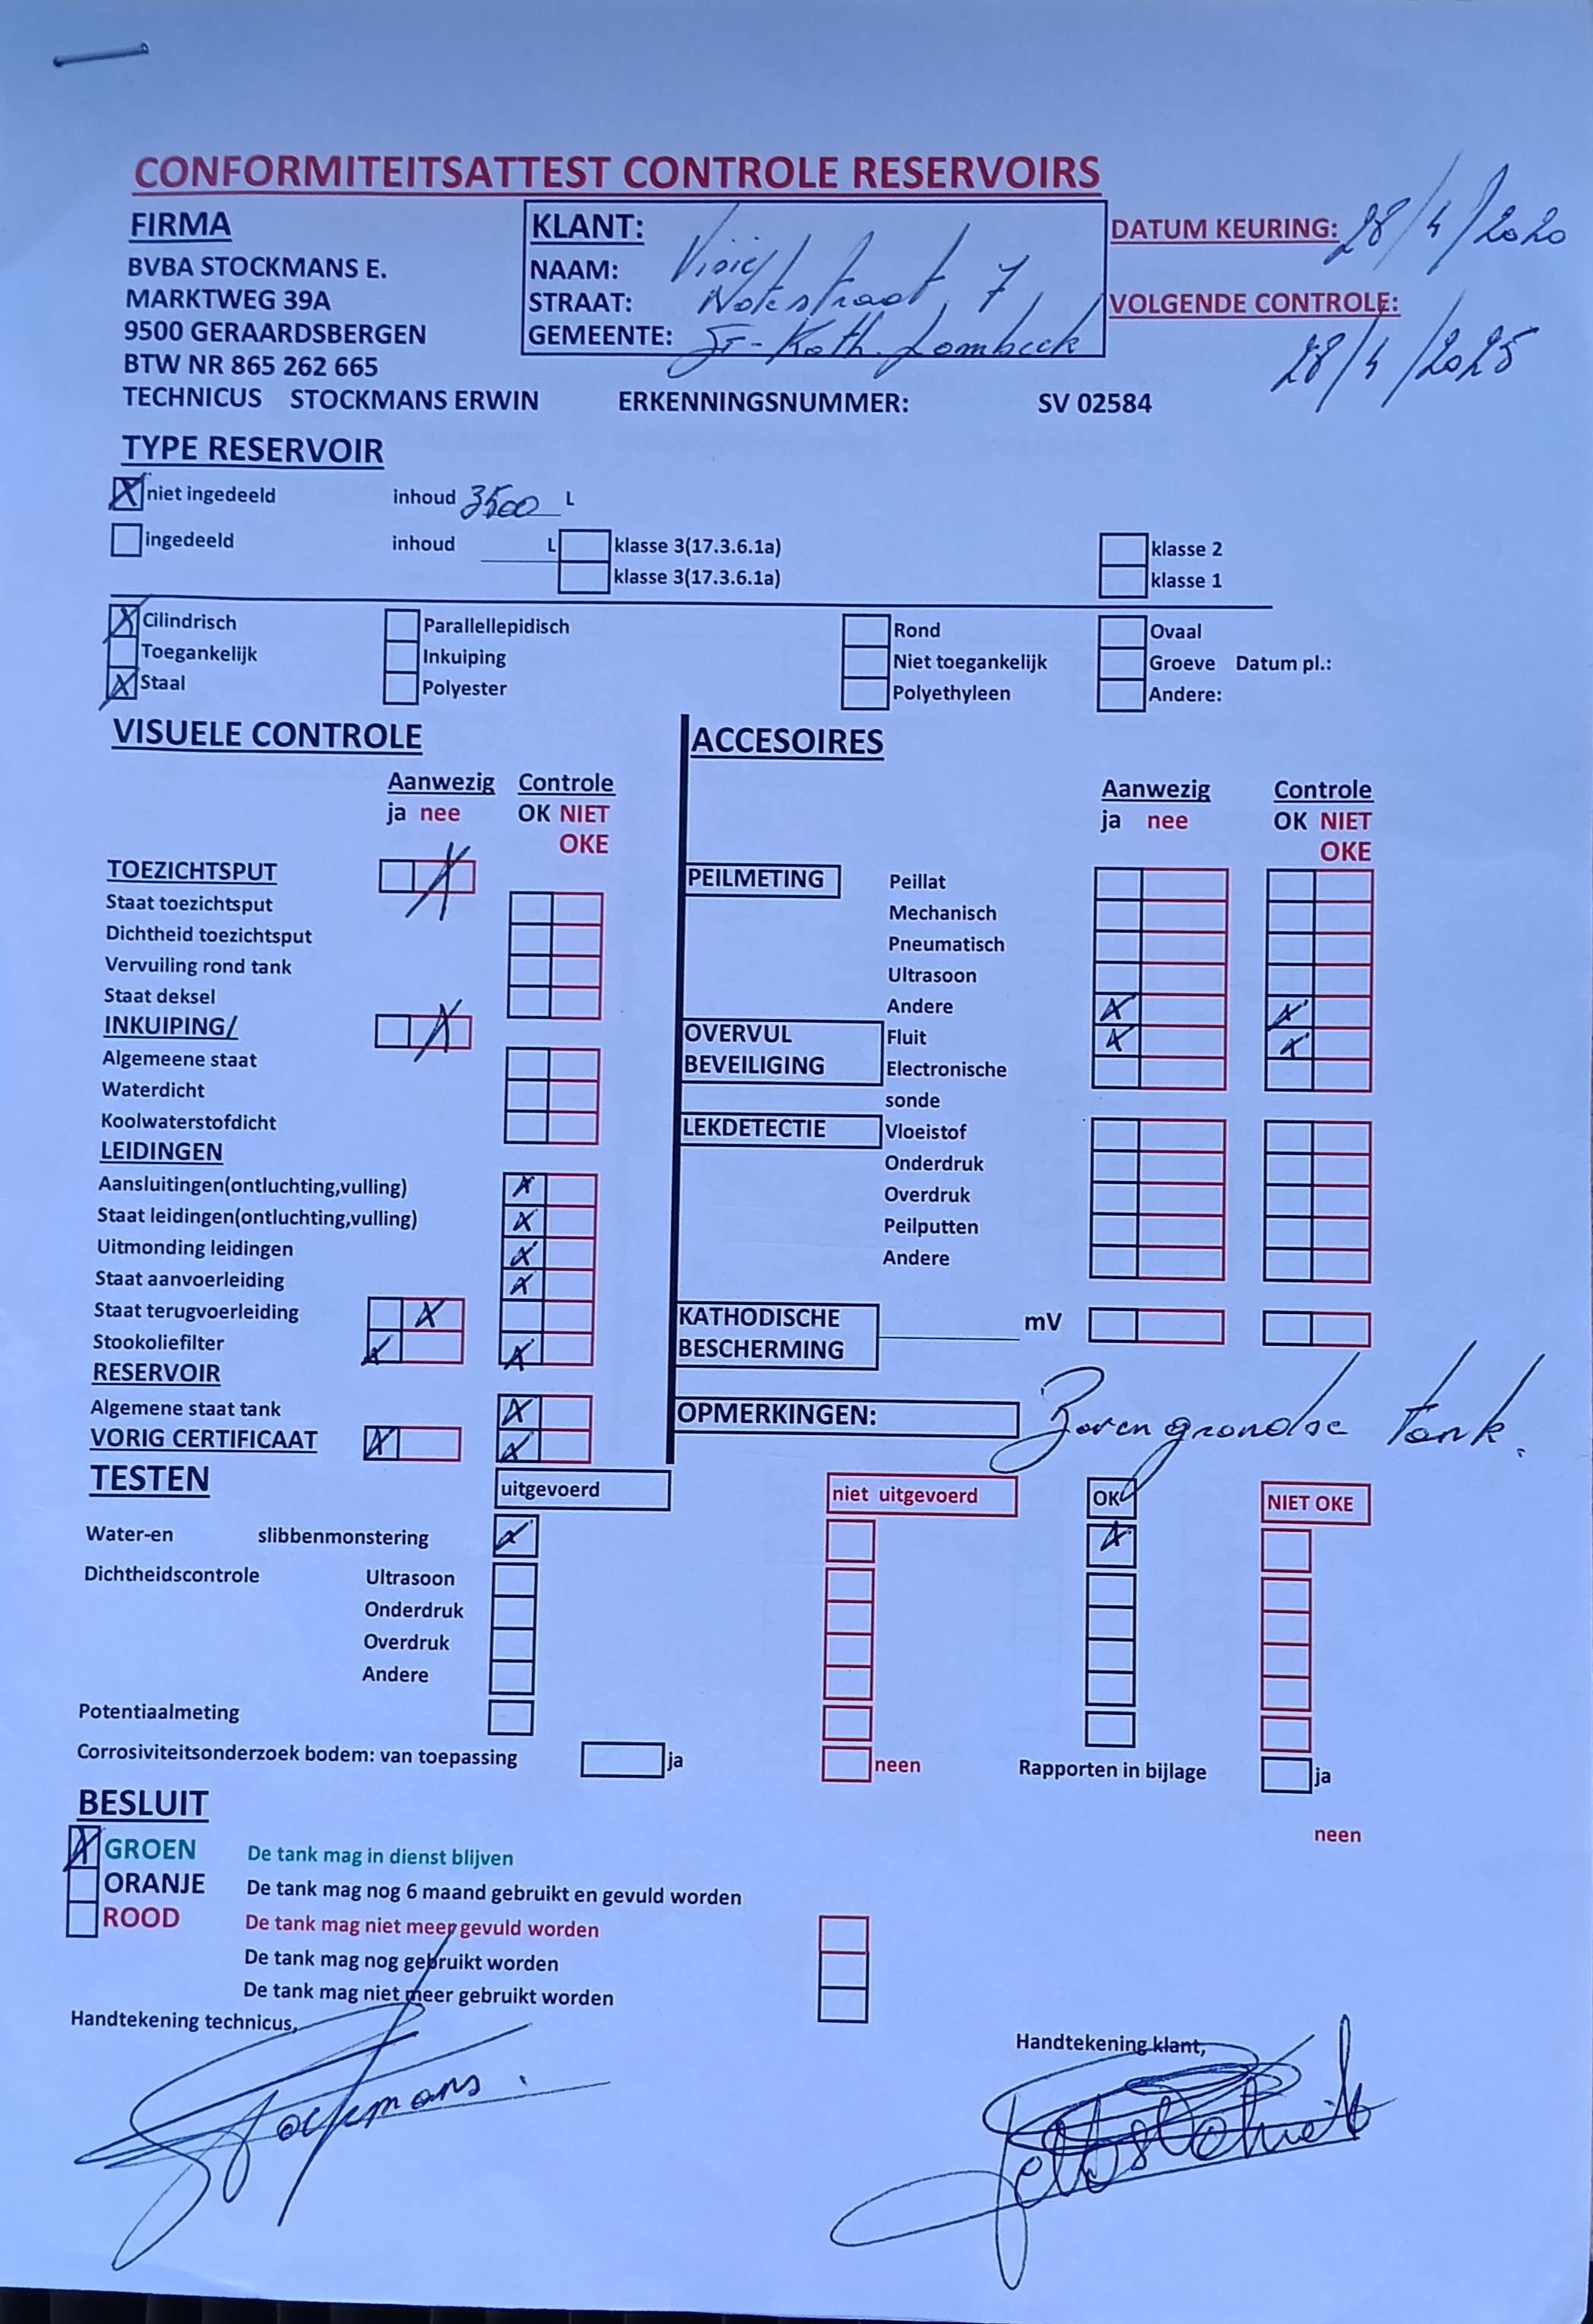 CONFORMITEITSATTEST CONTROLE RESERVOIRS
FIRMA
BVBA STOCKMANS E.
MARKTWEG 39A
9500 GERAARDSBERGEN
BTW NR 865 262 665
TECHNICUS STOCKMANS ERWIN ERKENNINGSNUMMER: SV 02584
KLANT:
NAAM:
STRAAT: 7
GEMEENTE: St-Kath. Lombeek
DATUM KEURING: 28/4/2020
VOLGENDE CONTROLE:
28/4/2025
TYPE RESERVOIR
X niet ingedeeld inhoud 3500 L
ingedeeld inhoud L klasse 3(17.3.6.1a) klasse 2
klasse 3(17.3.6.1a) klasse 1
X Cilindrisch Parallellepidisch Rond Ovaal
Toegankelijk Inkuiping Niet toegankelijk Groeve Datum pl.:
X Staal Polyester Polyethyleen Andere:
VISUELE CONTROLE
Aanwezig Controle
ja nee OK NIET
OKE
TOEZICHTSPUT X
Staat toezichtsput
Dichtheid toezichtsput
Vervuiling rond tank
Staat deksel
INKUIPING/ X
Algemeene staat
Waterdicht
Koolwaterstofdicht
LEIDINGEN
Aansluitingen(ontluchting,vulling) X
Staat leidingen(ontluchting,vulling) X
Uitmonding leidingen X
Staat aanvoerleiding X
Staat terugvoerleiding X
Stookoliefilter X X
RESERVOIR
Algemene staat tank X
VORIG CERTIFICAAT X X
ACCESOIRES
Aanwezig Controle
ja nee OK NIET
OKE
PEILMETING Peillat
Mechanisch
Pneumatisch
Ultrasoon
Andere X X
OVERVUL Fluit X X
BEVEILIGING Electronische
sonde
LEKDETECTIE Vloeistof
Onderdruk
Overdruk
Peilputten
Andere
KATHODISCHE mV
BESCHERMING
OPMERKINGEN: Bovengrondse tank.
TESTEN uitgevoerd niet uitgevoerd OK NIET OKE
Water-en slibbenmonstering X X
Dichtheidscontrole Ultrasoon
Onderdruk
Overdruk
Andere
Potentiaalmeting
Corrosiviteitsonderzoek bodem: van toepassing ja neen Rapporten in bijlage ja
neen
BESLUIT
X GROEN De tank mag in dienst blijven
ORANJE De tank mag nog 6 maand gebruikt en gevuld worden
ROOD De tank mag niet meer gevuld worden
De tank mag nog gebruikt worden
De tank mag niet meer gebruikt worden
Handtekening technicus,
Stockmans.
Handtekening klant,